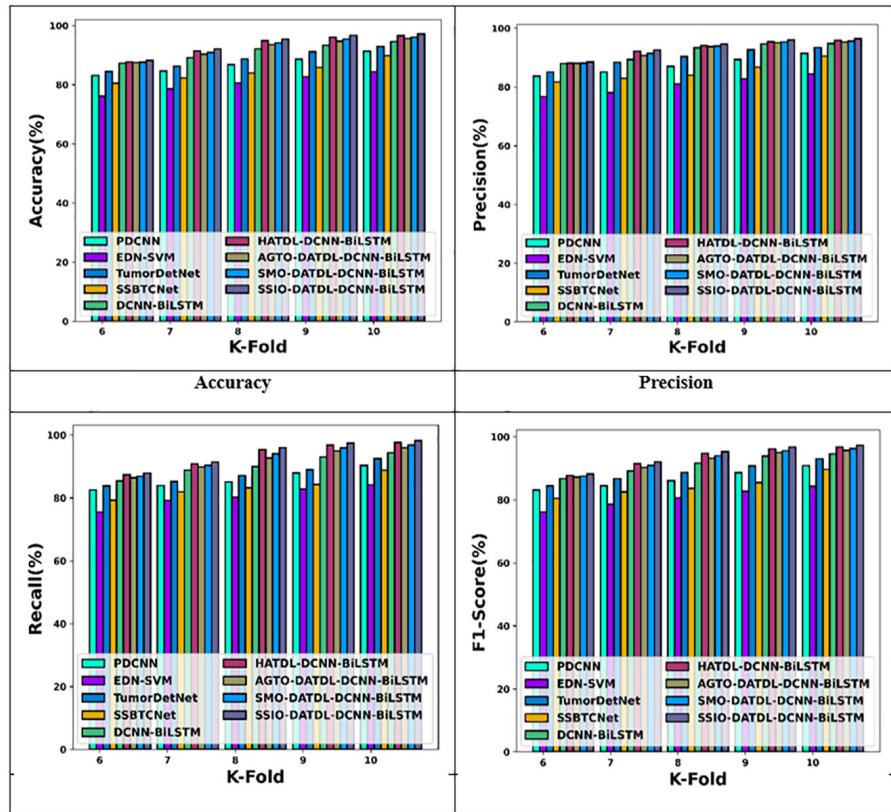 100
80
60
40
20
0
Accuracy(%)
PDCNN
EDN-SVM
TumorDetNet
SSBTCNet
DCNN-BiLSTM
HATDL-DCNN-BiLSTM
AGTO-DATDL-DCNN-BiLSTM
SMO-DATDL-DCNN-BiLSTM
SSIO-DATDL-DCNN-BiLSTM
6 7 8 9 10
K-Fold
100
80
60
40
20
0
Precision(%)
PDCNN
EDN-SVM
TumorDetNet
SSBTCNet
DCNN-BiLSTM
HATDL-DCNN-BiLSTM
AGTO-DATDL-DCNN-BiLSTM
SMO-DATDL-DCNN-BiLSTM
SSIO-DATDL-DCNN-BiLSTM
6 7 8 9 10
K-Fold
Accuracy
Precision
100
80
60
40
20
0
Recall(%)
PDCNN
EDN-SVM
TumorDetNet
SSBTCNet
DCNN-BiLSTM
HATDL-DCNN-BiLSTM
AGTO-DATDL-DCNN-BiLSTM
SMO-DATDL-DCNN-BiLSTM
SSIO-DATDL-DCNN-BiLSTM
6 7 8 9 10
K-Fold
100
80
60
40
20
0
F1-Score(%)
PDCNN
EDN-SVM
TumorDetNet
SSBTCNet
DCNN-BiLSTM
HATDL-DCNN-BiLSTM
AGTO-DATDL-DCNN-BiLSTM
SMO-DATDL-DCNN-BiLSTM
SSIO-DATDL-DCNN-BiLSTM
6 7 8 9 10
K-Fold